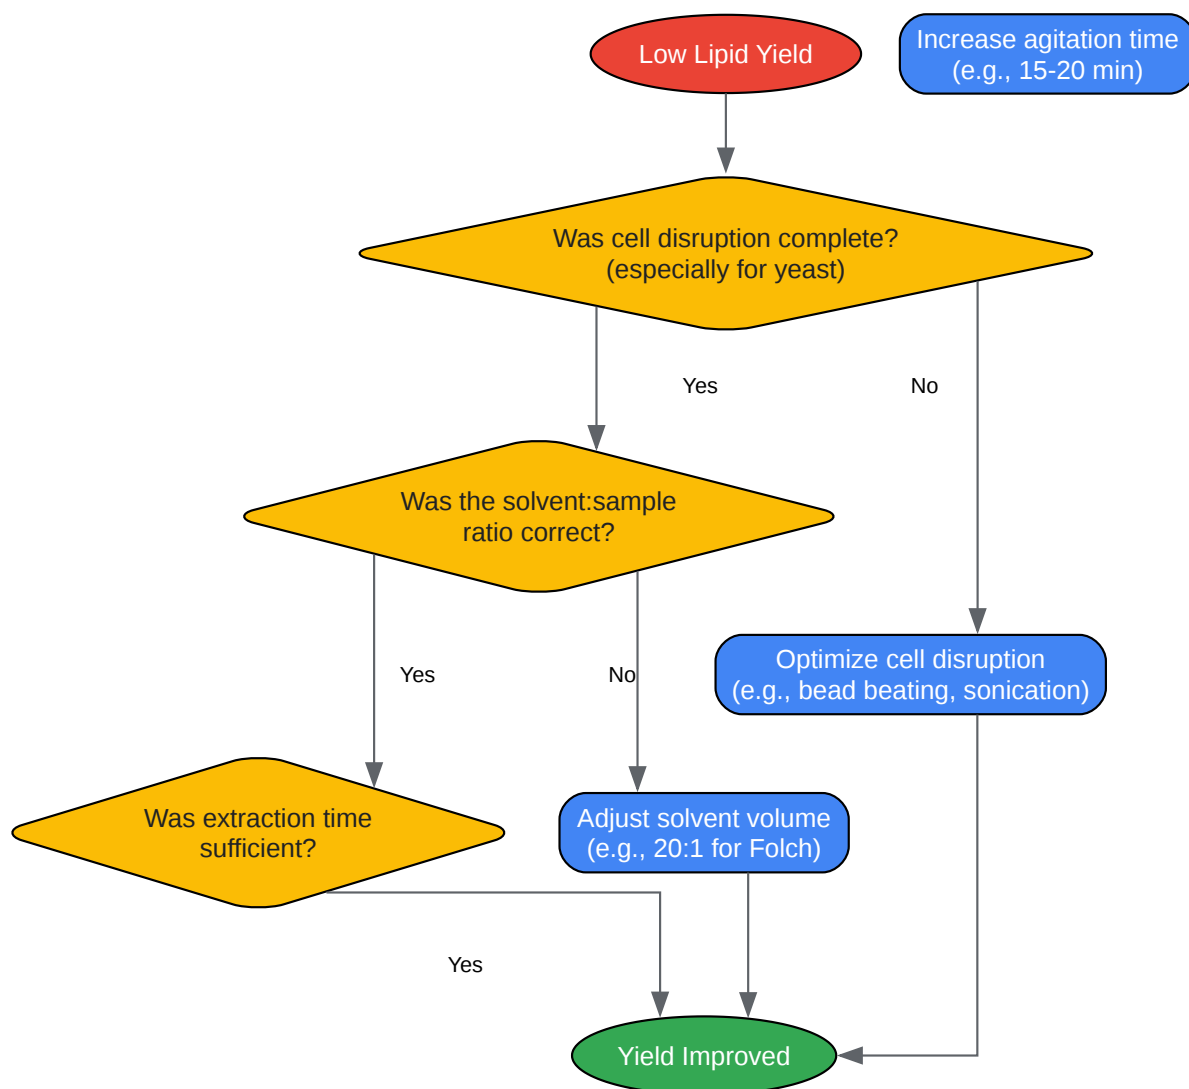 Low Lipid Yield
Increase agitation time
(e.g., 15-20 min)
Was cell disruption complete?
(especially for yeast)
Yes
No
Was the solvent:sample
ratio correct?
Yes
No
Optimize cell disruption
(e.g., bead beating, sonication)
Was extraction time
sufficient?
Adjust solvent volume
(e.g., 20:1 for Folch)
Yes
Yield Improved